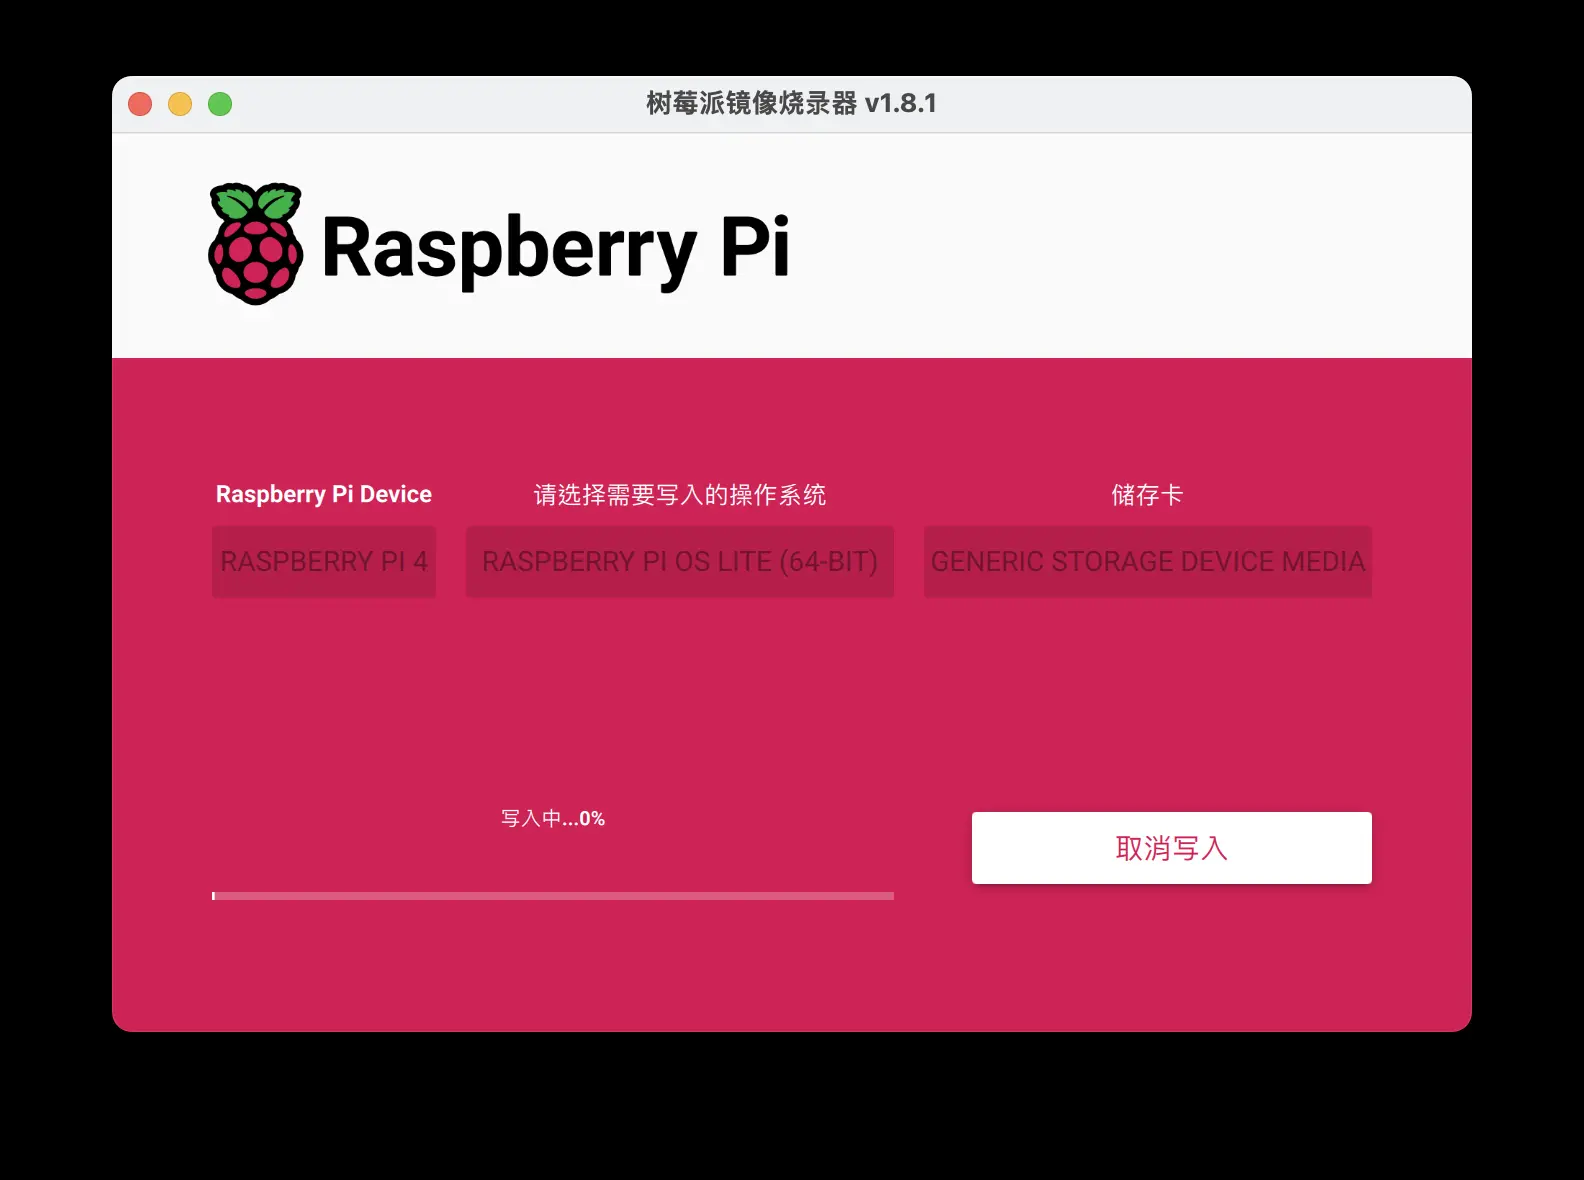 树莓派镜像烧录器 v1.8.1
Raspberry Pi
Raspberry Pi Device
请选择需要写入的操作系统
储存卡
RASPBERRY PI 4
RASPBERRY PI OS LITE (64-BIT)
GENERIC STORAGE DEVICE MEDIA
写入中...0%
取消写入